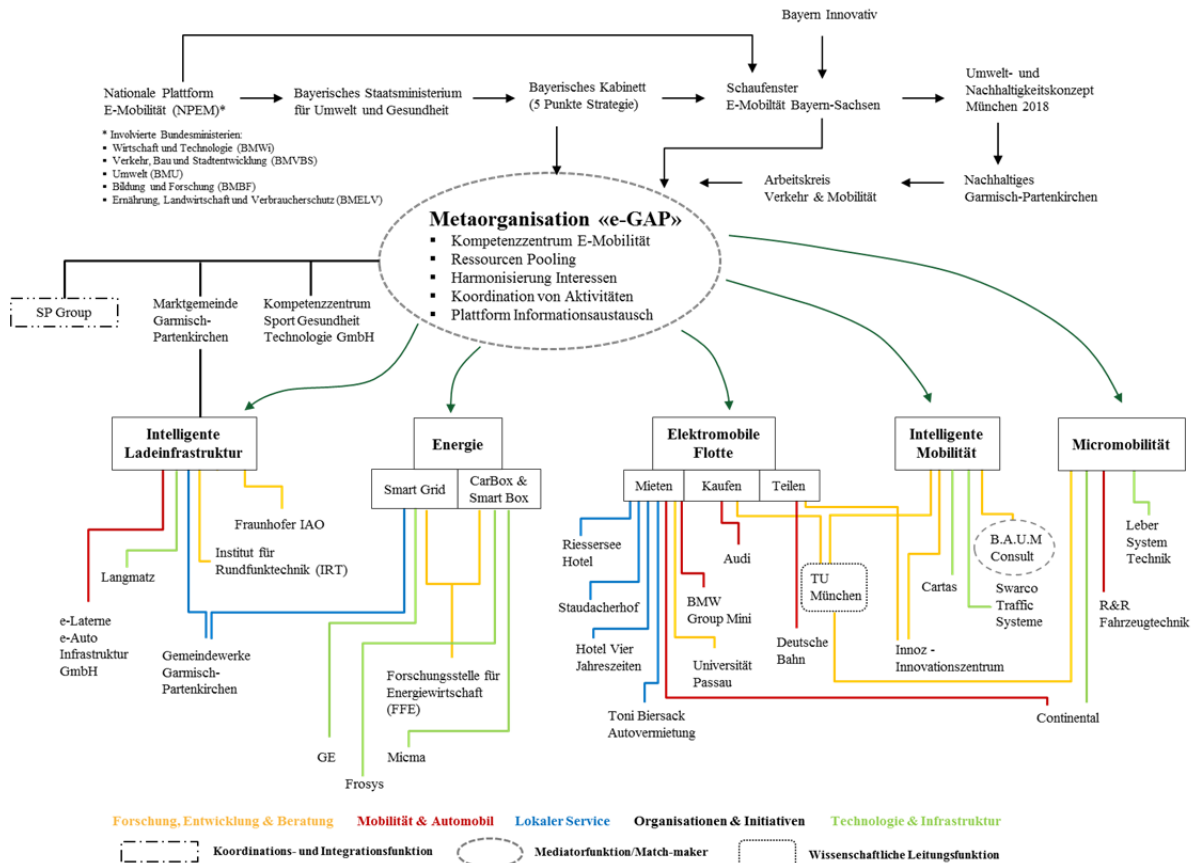 Bayern Innovativ
Nationale Plattform
E-Mobilität (NPEM)*
Bayerisches Staatsministerium
für Umwelt und Gesundheit
Bayerisches Kabinett
(5 Punkte Strategie)
Schaufenster
E-Mobiltät Bayern-Sachsen
Umwelt- und
Nachhaltigkeitskonzept
München 2018
* Involvierte Bundesministerien:
▪ Wirtschaft und Technologie (BMWi)
▪ Verkehr, Bau und Stadtentwicklung (BMVBS)
▪ Umwelt (BMU)
▪ Bildung und Forschung (BMBF)
▪ Ernährung, Landwirtschaft und Verbraucherschutz (BMELV)
Arbeitskreis
Verkehr & Mobilität
Nachhaltiges
Garmisch-Partenkirchen
Metaorganisation «e-GAP»
▪ Kompetenzzentrum E-Mobilität
▪ Ressourcen Pooling
▪ Harmonisierung Interessen
▪ Koordination von Aktivitäten
▪ Plattform Informationsaustausch
SP Group
Marktgemeinde
Garmisch-
Partenkirchen
Kompetenzzentrum
Sport Gesundheit
Technologie GmbH
Intelligente
Ladeinfrastruktur
Energie
Elektromobile
Flotte
Intelligente
Mobilität
Micromobilität
Smart Grid
CarBox &
Smart Box
Mieten
Kaufen
Teilen
Fraunhofer IAO
Institut für
Rundfunktechnik (IRT)
Langmatz
e-Laterne
e-Auto
Infrastruktur
GmbH
Gemeindewerke
Garmisch-
Partenkirchen
Forschungsstelle für
Energiewirtschaft
(FFE)
GE
Frosys
Micma
Riessersee
Hotel
Staudacherhof
Hotel Vier
Jahreszeiten
Toni Biersack
Autovermietung
BMW
Group Mini
Universität
Passau
Audi
Deutsche
Bahn
TU
München
Innoz -
Innovationszentrum
Cartas
B.A.U.M
Consult
Swarco
Traffic
Systeme
Leber
System
Technik
R&R
Fahrzeugtechnik
Continental
Forschung, Entwicklung & Beratung
Mobilität & Automobil
Lokaler Service
Organisationen & Initiativen
Technologie & Infrastruktur
Koordinations- und Integrationsfunktion
Mediatorfunktion/Match-maker
Wissenschaftliche Leitungsfunktion